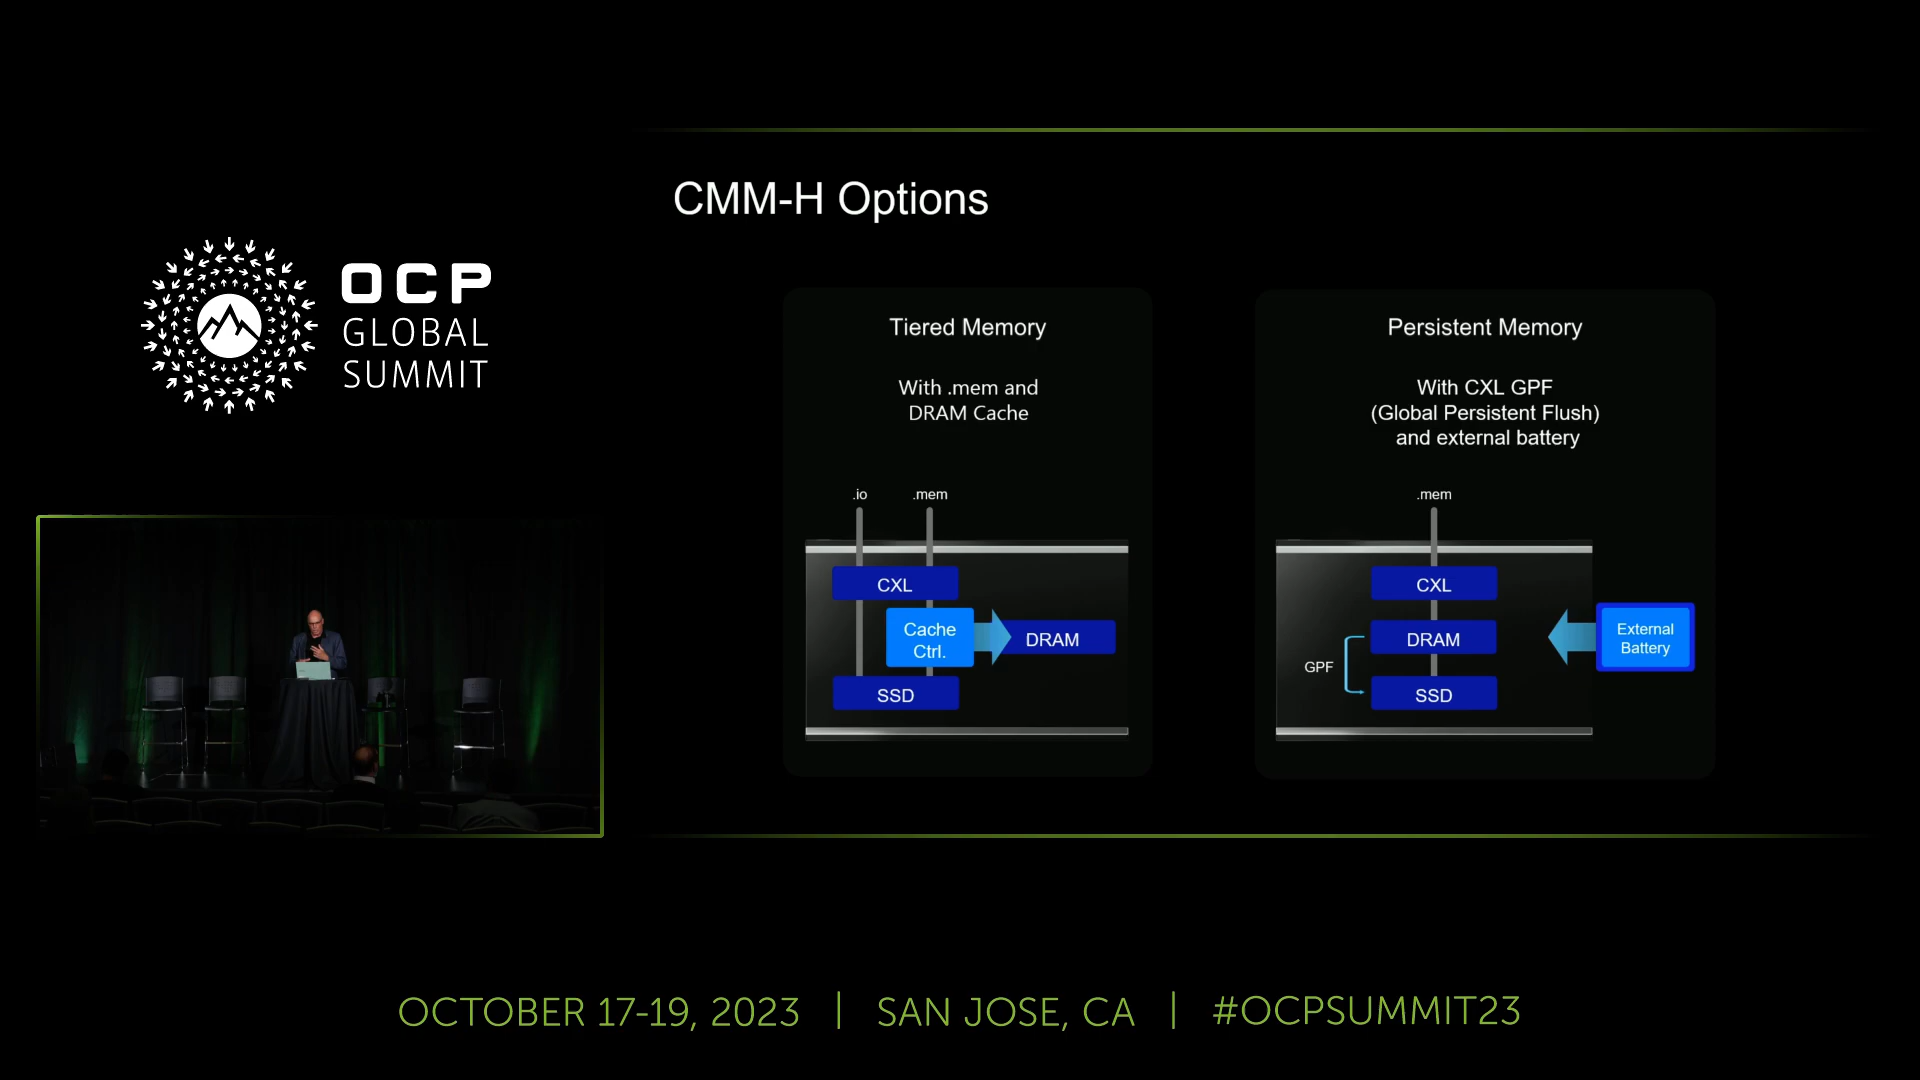 OCP
GLOBAL
SUMMIT
CMM-H Options
Tiered Memory
With .mem and
DRAM Cache
.io
.mem
CXL
Cache
Ctrl.
DRAM
SSD
Persistent Memory
With CXL GPF
(Global Persistent Flush)
and external battery
.mem
CXL
DRAM
GPF
SSD
External
Battery
OCTOBER 17-19, 2023 | SAN JOSE, CA | #OCPSUMMIT23